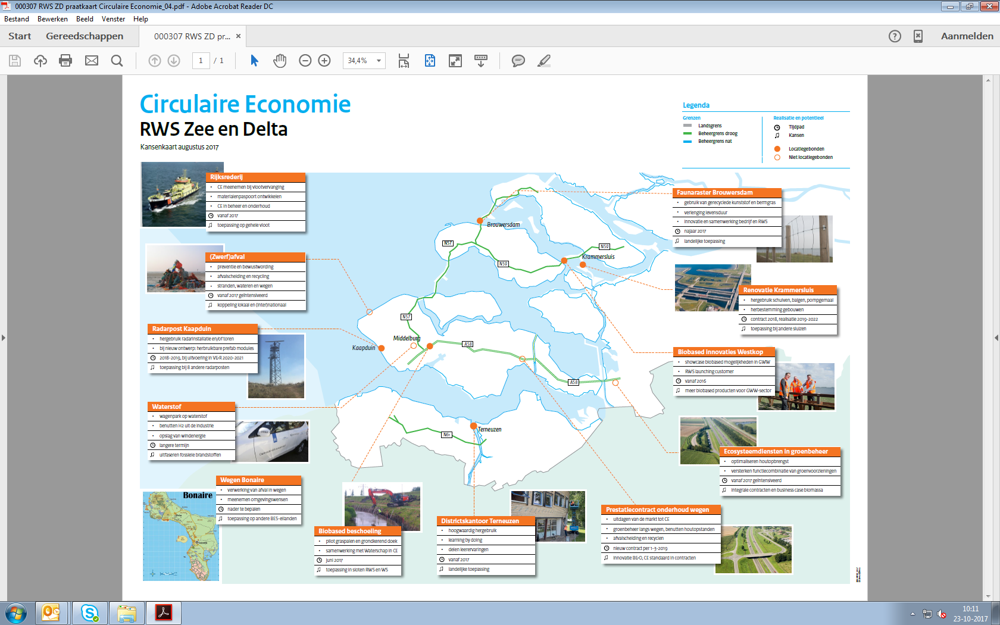 000307 RWS ZD praatkaart Circulaire Economie_04.pdf - Adobe Acrobat Reader DC
Bestand Bewerken Beeld Venster Help
Start Gereedschappen 000307 RWS ZD pr... × Aanmelden
1 / 1 34,4%
Circulaire Economie
RWS Zee en Delta
Kansenkaart augustus 2017
Legenda
Grenzen
Landsgrens
Beheergrens droog
Beheergrens nat
Realisatie en potentieel
Tijdpad
Kansen
Locatiegebonden
Niet locatiegebonden
Rijksrederij
• CE meenemen bij vlootvervanging
• materialenpaspoort ontwikkelen
• CE in beheer en onderhoud
vanaf 2017
toepassing op gehele vloot
(Zwerf)afval
• preventie en bewustwording
• afvalscheiding en recycling
• stranden, wateren en wegen
vanaf 2017 geïntensiveerd
koppeling lokaal en (inter)nationaal
Radarpost Kaapduin
• hergebruik radarinstallatie en/of toren
• bij nieuw ontwerp: herbruikbare prefab modules
2018-2019, bij uitvoering in V&R 2020-2021
toepassing bij 8 andere radarposten
Waterstof
• wagenpark op waterstof
• benutten H2 uit de industrie
• opslag van windenergie
langere termijn
uitfaseren fossiele brandstoffen
Wegen Bonaire
• verwerking van afval in wegen
• meenemen omgevingswensen
nader te bepalen
toepassing op andere BES-eilanden
Bonaire
Biobased beschoeiing
• pilot graspalen en grondkerend doek
• samenwerking met Waterschap in CE
juni 2017
toepassing in sloten RWS en WS
Districtskantoor Terneuzen
• hoogwaardig hergebruik
• learning by doing
• delen leerervaringen
vanaf 2017
landelijke toepassing
Prestatiecontract onderhoud wegen
• uitdagen van de markt tot CE
• groenbeheer langs wegen, benutten houtopstanden
• afvalscheiding en recyclen
nieuw contract per 1-3-2019
innovatie B&O, CE standaard in contracten
Faunaraster Brouwersdam
• gebruik van gerecyclede kunststof en bermgras
• verlenging levensduur
• innovatie en samenwerking bedrijf en RWS
najaar 2017
landelijke toepassing
Renovatie Krammersluis
• hergebruik schuiven, balgen, pompgemaal
• herbestemming gebouwen
contract 2018, realisatie 2019-2022
toepassing bij andere sluizen
Biobased innovaties Westkop
• showcase biobased mogelijkheden in GWW
• RWS launching customer
vanaf 2016
meer biobased producten voor GWW-sector
Ecosysteemdiensten in groenbeheer
• optimaliseren houtopbrengst
• versterken functiecombinatie van groenvoorzieningen
vanaf 2017 geïntensiveerd
integrale contracten en business case biomassa
Brouwersdam
N57
N59
N59
Krammersluis
N57
Middelburg
Kaapduin
A58
A58
Terneuzen
N61
10:11
23-10-2017